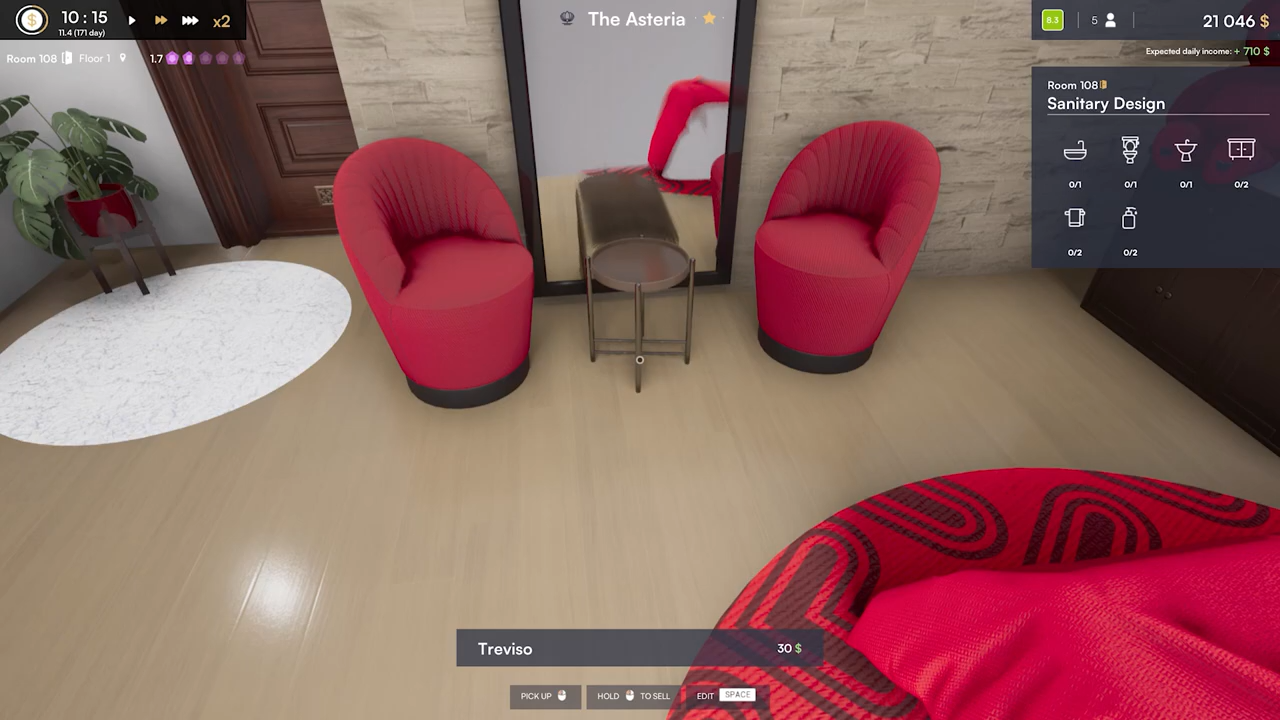 10:15
x2
11.4 (171 day)
Room 108 Floor 1 1.7
The Asteria
8.3 5 21 046 $
Expected daily income: + 710 $
Room 108
Sanitary Design
0/1 0/1 0/1 0/2
0/2 0/2
Treviso 30 $
PICK UP HOLD TO SELL EDIT SPACE